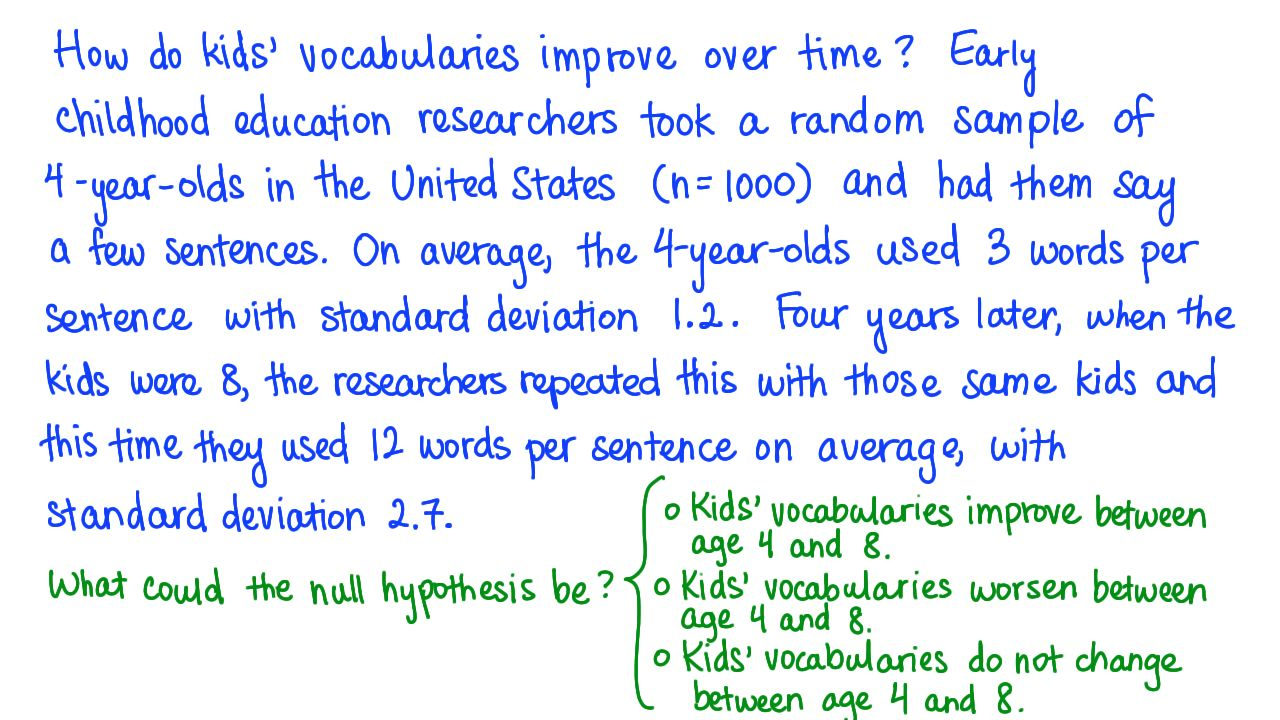 How do kids' vocabularies improve over time? Early
childhood education researchers took a random sample of
4-year-olds in the United States (n=1000) and had them say
a few sentences. On average, the 4-year-olds used 3 words per
sentence with standard deviation 1.2. Four years later, when the
kids were 8, the researchers repeated this with those same kids and
this time they used 12 words per sentence on average, with
standard deviation 2.7.
What could the null hypothesis be?
o Kids' vocabularies improve between
age 4 and 8.
o Kids' vocabularies worsen between
age 4 and 8.
o Kids' vocabularies do not change
between age 4 and 8.